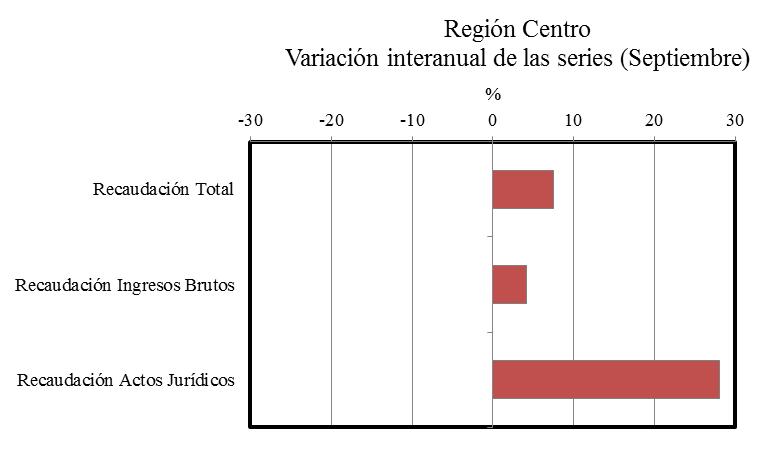 Región Centro
Variación interanual de las series (Septiembre)
%
-30 -20 -10 0 10 20 30
Recaudación Total
Recaudación Ingresos Brutos
Recaudación Actos Jurídicos